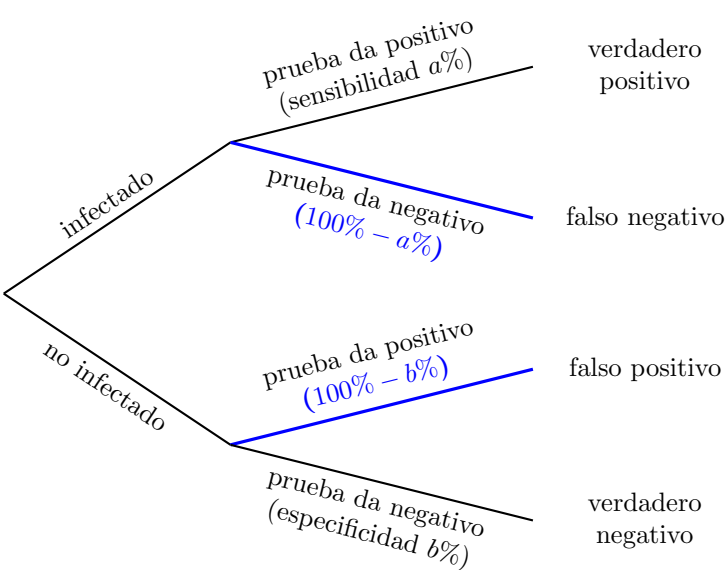 prueba da positivo
(sensibilidad a%)
verdadero
positivo
infectado
prueba da negativo
(100% − a%)
falso negativo
no infectado
prueba da positivo
(100% − b%)
falso positivo
prueba da negativo
(especificidad b%)
verdadero
negativo